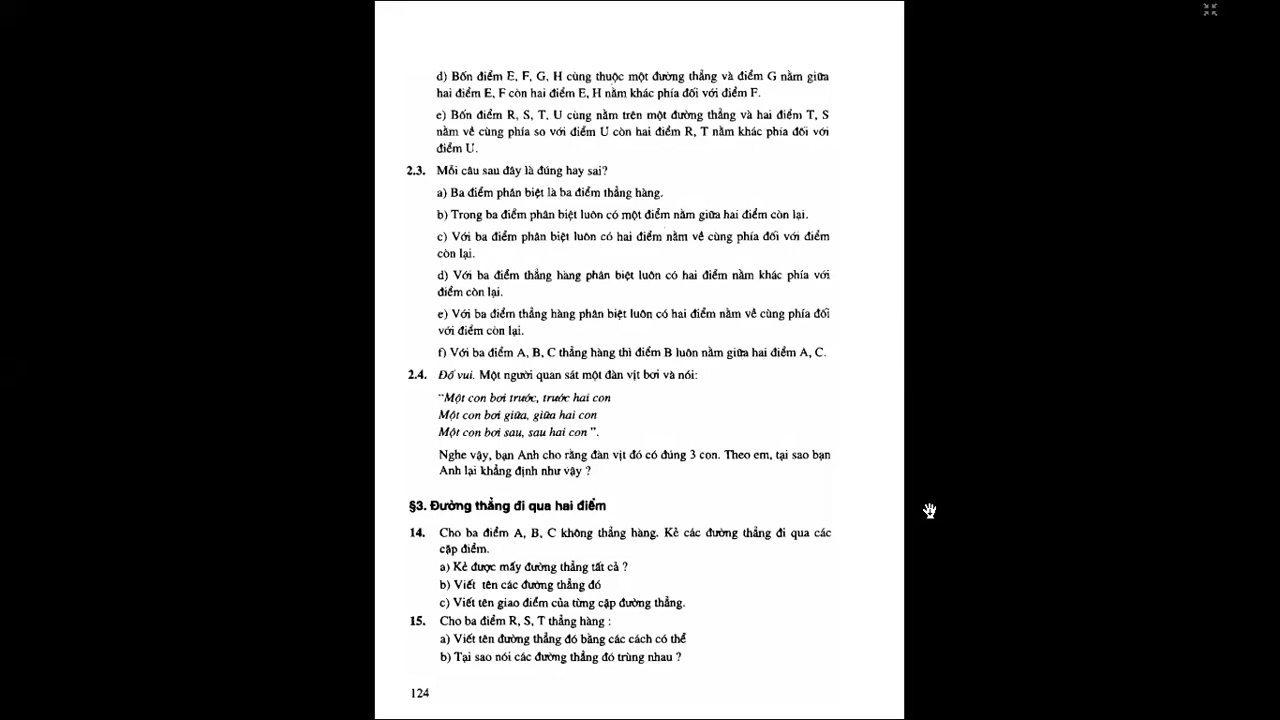 d) Bốn điểm E, F, G, H cùng thuộc một đường thẳng và điểm G nằm giữa
hai điểm E, F còn hai điểm E, H nằm khác phía đối với điểm F.
e) Bốn điểm R, S, T, U cùng nằm trên một đường thẳng và hai điểm T, S
nằm về cùng phía so với điểm U còn hai điểm R, T nằm khác phía đối với
điểm U.
2.3. Mỗi câu sau đây là đúng hay sai?
a) Ba điểm phân biệt là ba điểm thẳng hàng.
b) Trong ba điểm phân biệt luôn có một điểm nằm giữa hai điểm còn lại.
c) Với ba điểm phân biệt luôn có hai điểm nằm về cùng phía đối với điểm
còn lại.
d) Với ba điểm thẳng hàng phân biệt luôn có hai điểm nằm khác phía với
điểm còn lại.
e) Với ba điểm thẳng hàng phân biệt luôn có hai điểm nằm về cùng phía đối
với điểm còn lại.
f) Với ba điểm A, B, C thẳng hàng thì điểm B luôn nằm giữa hai điểm A, C.
2.4. Đố vui. Một người quan sát một đàn vịt bơi và nói:
"Một con bơi trước, trước hai con
Một con bơi giữa, giữa hai con
Một con bơi sau, sau hai con".
Nghe vậy, bạn Anh cho rằng đàn vịt đó có đúng 3 con. Theo em, tại sao bạn
Anh lại khẳng định như vậy ?
§3. Đường thẳng đi qua hai điểm
14. Cho ba điểm A, B, C không thẳng hàng. Kẻ các đường thẳng đi qua các
cặp điểm.
a) Kẻ được mấy đường thẳng tất cả ?
b) Viết tên các đường thẳng đó
c) Viết tên giao điểm của từng cặp đường thẳng.
15. Cho ba điểm R, S, T thẳng hàng :
a) Viết tên đường thẳng đó bằng các cách có thể
b) Tại sao nói các đường thẳng đó trùng nhau ?
124